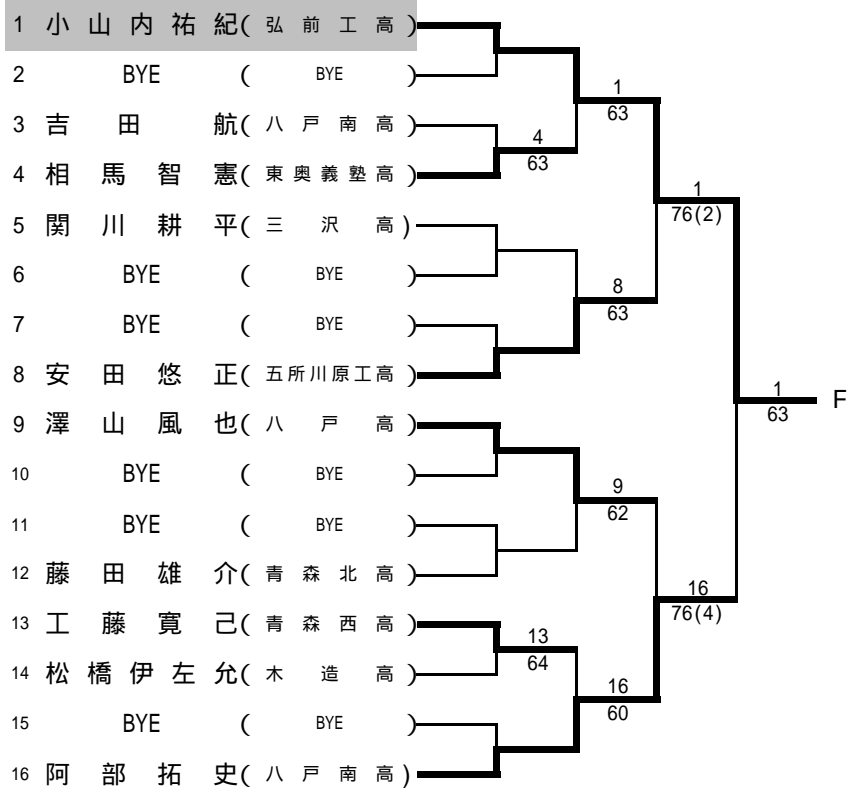 1 小山内祐紀(弘前工高)
2 BYE (BYE)
3 吉田 航(八戸南高)
4 相馬智憲(東奥義塾高)
5 関川耕平(三沢高)
6 BYE (BYE)
7 BYE (BYE)
8 安田悠正(五所川原工高)
9 澤山風也(八戸高)
10 BYE (BYE)
11 BYE (BYE)
12 藤田雄介(青森北高)
13 工藤寛己(青森西高)
14 松橋伊左允(木造高)
15 BYE (BYE)
16 阿部拓史(八戸南高)
4
63
13
64
1
63
8
63
9
62
16
60
1
76(2)
16
76(4)
1
63
F